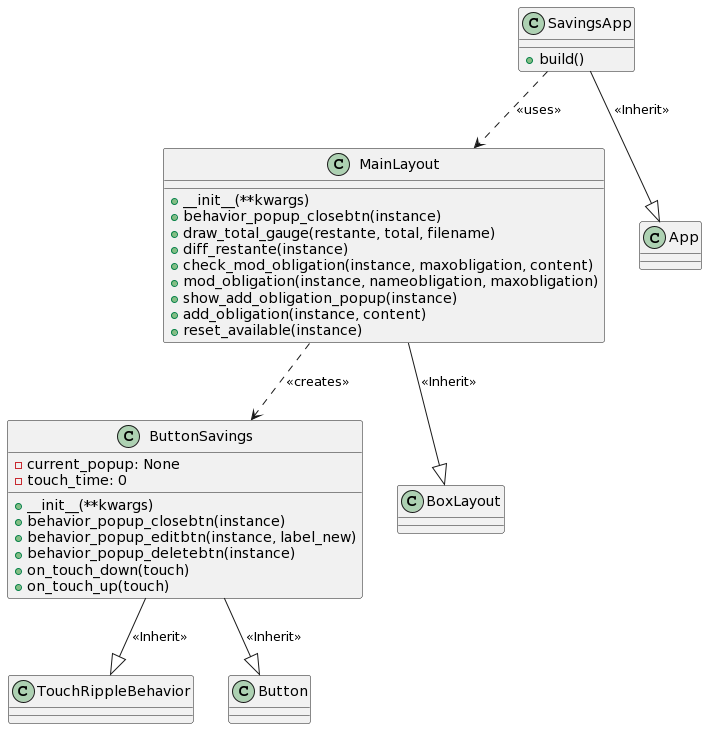 C SavingsApp
build()
«uses»
«Inherit»
C MainLayout
__init__(**kwargs)
behavior_popup_closebtn(instance)
draw_total_gauge(restante, total, filename)
diff_restante(instance)
check_mod_obligation(instance, maxobligation, content)
mod_obligation(instance, nameobligation, maxobligation)
show_add_obligation_popup(instance)
add_obligation(instance, content)
reset_available(instance)
C App
«creates»
«Inherit»
C ButtonSavings
current_popup: None
touch_time: 0
__init__(**kwargs)
behavior_popup_closebtn(instance)
behavior_popup_editbtn(instance, label_new)
behavior_popup_deletebtn(instance)
on_touch_down(touch)
on_touch_up(touch)
C BoxLayout
«Inherit»
«Inherit»
C TouchRippleBehavior
C Button